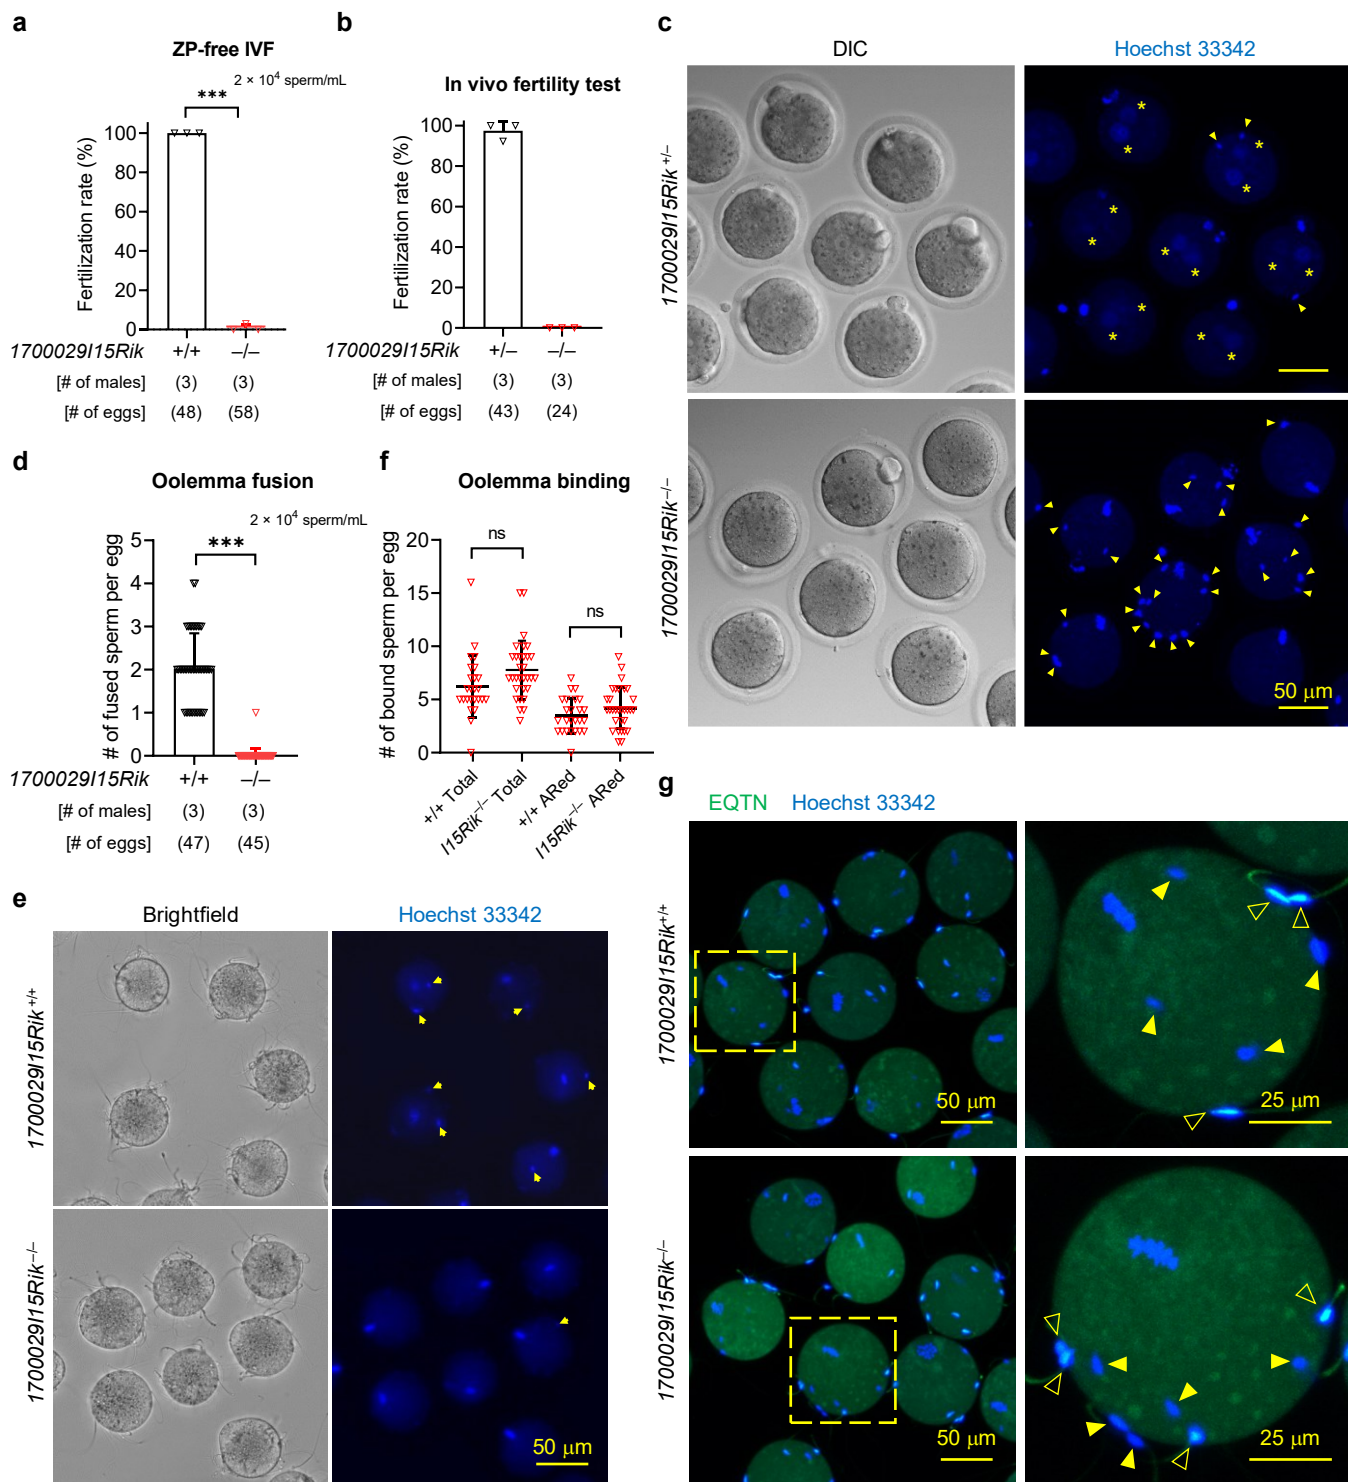 a
ZP-free IVF
2 × 10⁴ sperm/mL
***
Fertilization rate (%)
100
80
60
40
20
0
1700029I15Rik +/+ –/–
[# of males] (3) (3)
[# of eggs] (48) (58)
b
In vivo fertility test
Fertilization rate (%)
100
80
60
40
20
0
+/– –/–
[# of males] (3) (3)
[# of eggs] (43) (24)
1700029I15Rik
c
DIC Hoechst 33342
1700029I15Rik+/–
* * * * * * * * * * * * * *
1700029I15Rik–/–
50 µm
d
Oolemma fusion
2 × 10⁴ sperm/mL
***
# of fused sperm per egg
5
4
3
2
1
0
1700029I15Rik +/+ –/–
[# of males] (3) (3)
[# of eggs] (47) (45)
f
Oolemma binding
ns
ns
# of bound sperm per egg
20
15
10
5
0
+/+ Total
I15Rik–/– Total
+/+ ARed
I15Rik–/– ARed
e
Brightfield Hoechst 33342
1700029I15Rik+/+
1700029I15Rik–/–
50 µm
g
EQTN Hoechst 33342
1700029I15Rik+/+
50 µm
25 µm
1700029I15Rik–/–
50 µm
25 µm